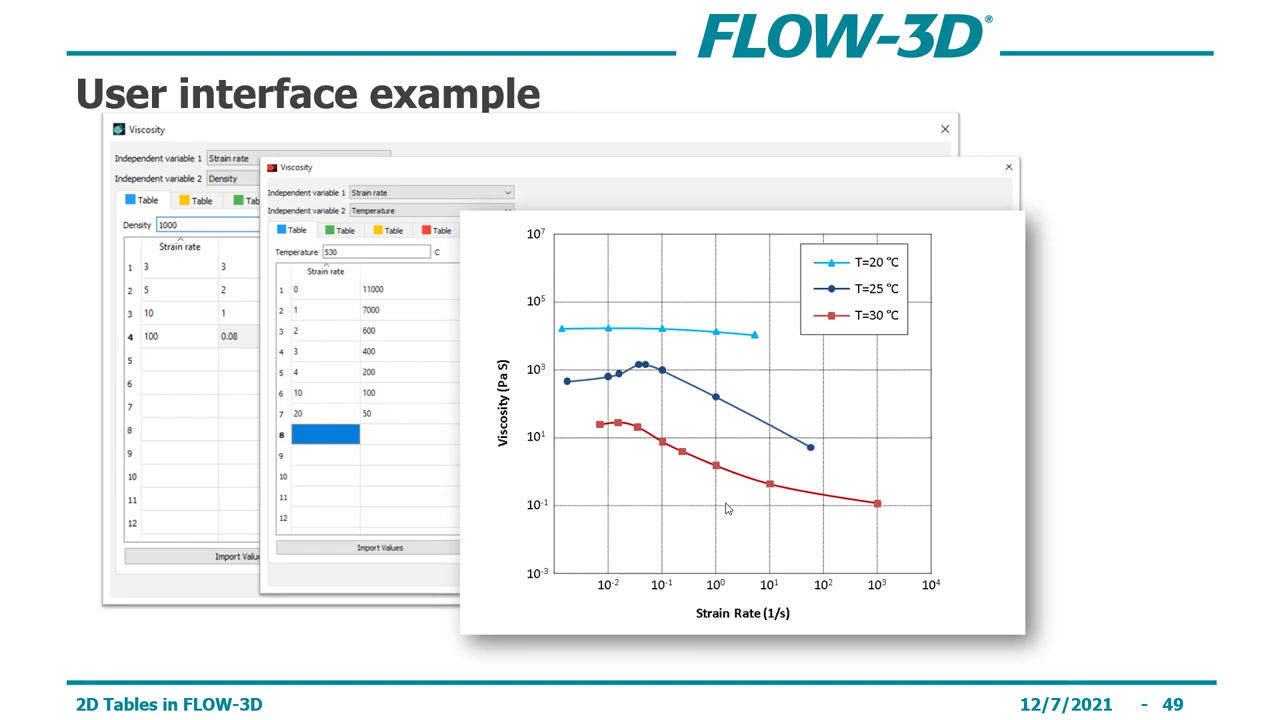 FLOW-3D®
User interface example
Viscosity
Independent variable 1 Strain rate
Independent variable 2 Density
Table Table Tab
Density 1000
Strain rate
1 3 3
2 5 2
3 10 1
4 100 0.08
5
6
7
8
9
10
11
12
Import Valu
Viscosity
Independent variable 1 Strain rate
Independent variable 2 Temperature
Table Table Table Table
Temperature 530 C
Strain rate
1 0 11000
2 1 7000
3 2 600
4 3 400
5 4 200
6 10 100
7 20 50
8
9
10
11
12
Import Values
10⁷
10⁵
10³
10¹
10⁻¹
10⁻³
Viscosity (Pa S)
T=20 ℃
T=25 ℃
T=30 ℃
10⁻² 10⁻¹ 10⁰ 10¹ 10² 10³ 10⁴
Strain Rate (1/s)
2D Tables in FLOW-3D
12/7/2021 - 49